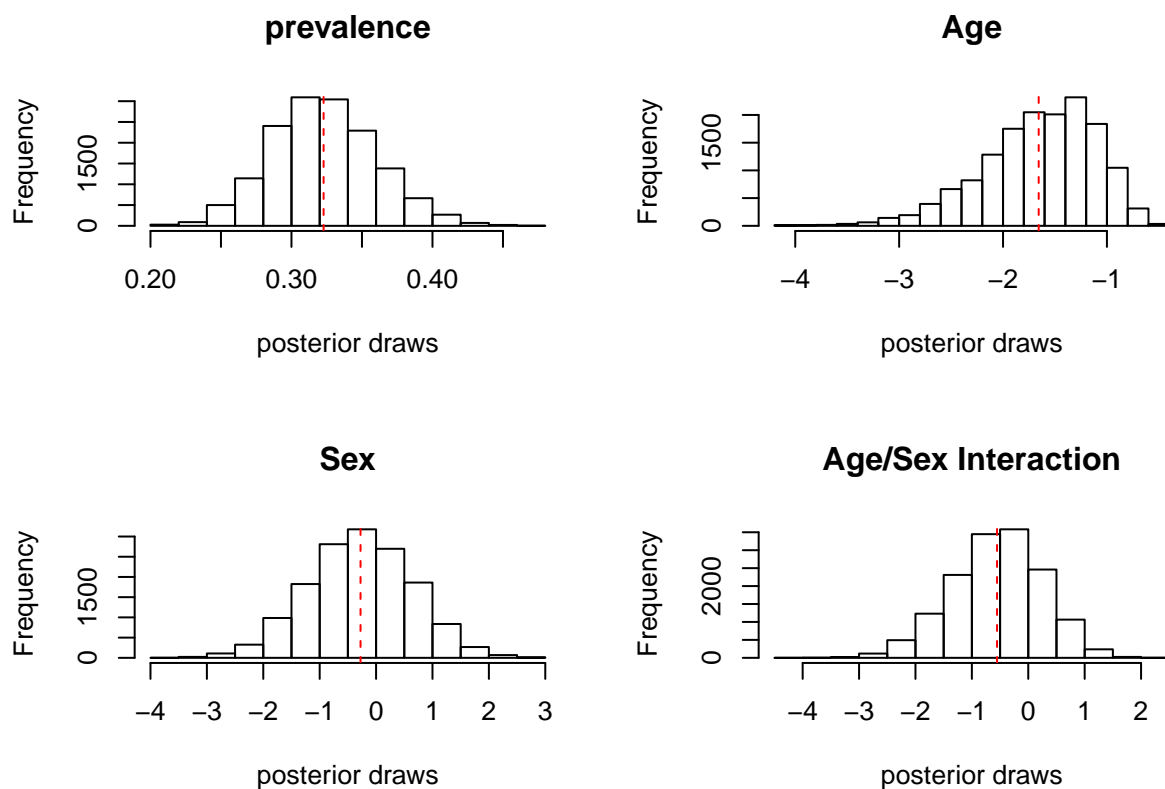 prevalence
Frequency
0 1500
0.20 0.30 0.40
posterior draws
Age
Frequency
0 1500
−4 −3 −2 −1
posterior draws
Sex
Frequency
0 1500
−4 −3 −2 −1 0 1 2 3
posterior draws
Age/Sex Interaction
Frequency
0 2000
−4 −3 −2 −1 0 1 2
posterior draws